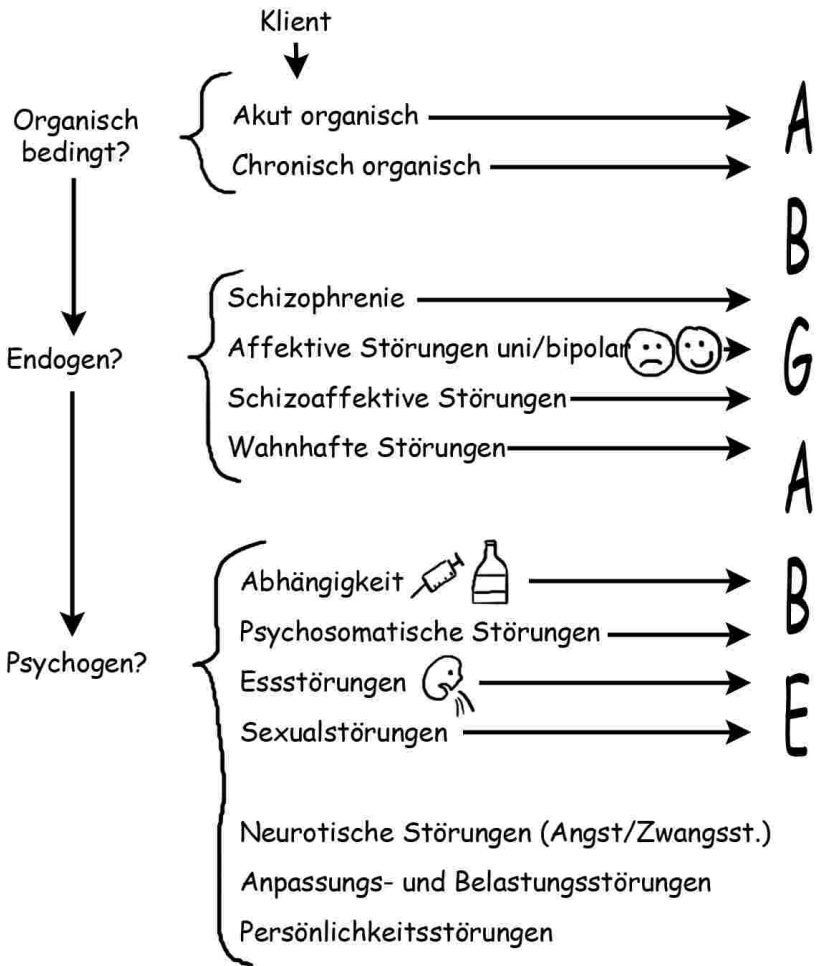 Klient
Organisch
bedingt?
Akut organisch
Chronisch organisch
Endogen?
Schizophrenie
Affektive Störungen uni/bipolar
Schizoaffektive Störungen
Wahnhafte Störungen
Psychogen?
Abhängigkeit
Psychosomatische Störungen
Essstörungen
Sexualstörungen
Neurotische Störungen (Angst/Zwangsst.)
Anpassungs- und Belastungsstörungen
Persönlichkeitsstörungen
A
B
G
A
B
E